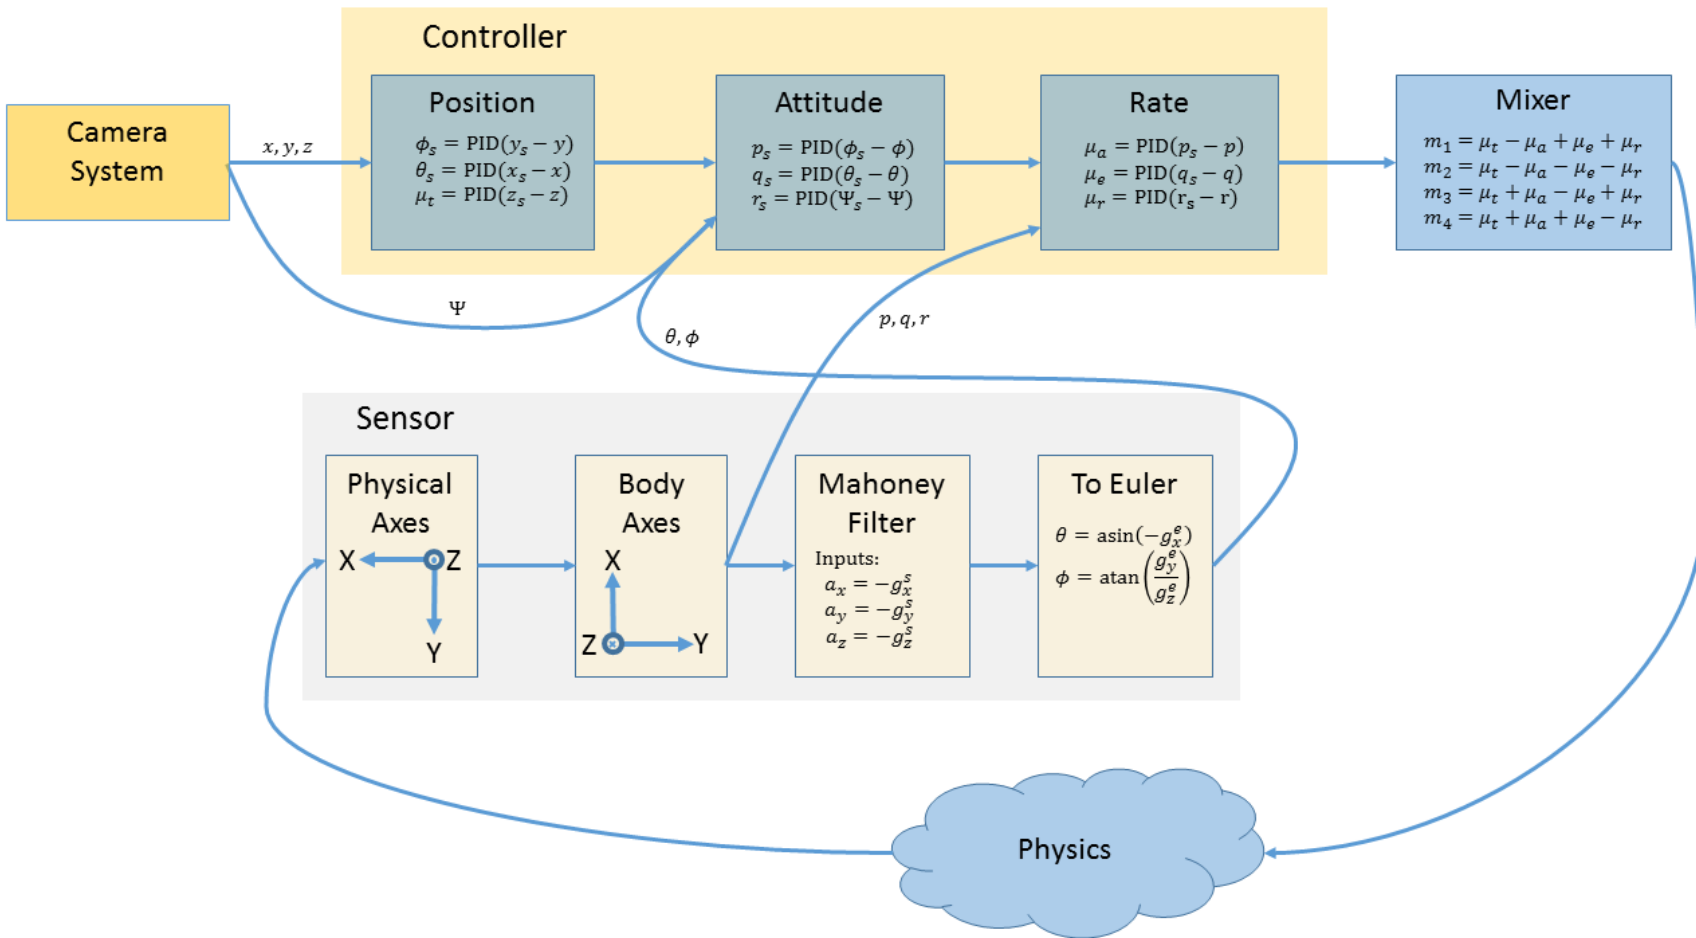 Controller
Camera
System
x, y, z
Position
ϕ_s = PID(y_s − y)
θ_s = PID(x_s − x)
μ_t = PID(z_s − z)
Attitude
p_s = PID(ϕ_s − ϕ)
q_s = PID(θ_s − θ)
r_s = PID(Ψ_s − Ψ)
Rate
μ_a = PID(p_s − p)
μ_e = PID(q_s − q)
μ_r = PID(r_s − r)
Mixer
m_1 = μ_t − μ_a + μ_e + μ_r
m_2 = μ_t − μ_a − μ_e − μ_r
m_3 = μ_t + μ_a − μ_e + μ_r
m_4 = μ_t + μ_a + μ_e − μ_r
Ψ
θ, ϕ
p, q, r
Sensor
Physical
Axes
X
Z
Y
Body
Axes
X
Z
Y
Mahoney
Filter
Inputs:
a_x = −g_x^s
a_y = −g_y^s
a_z = −g_z^s
To Euler
θ = asin(−g_x^e)
ϕ = atan(g_y^e / g_z^e)
Physics